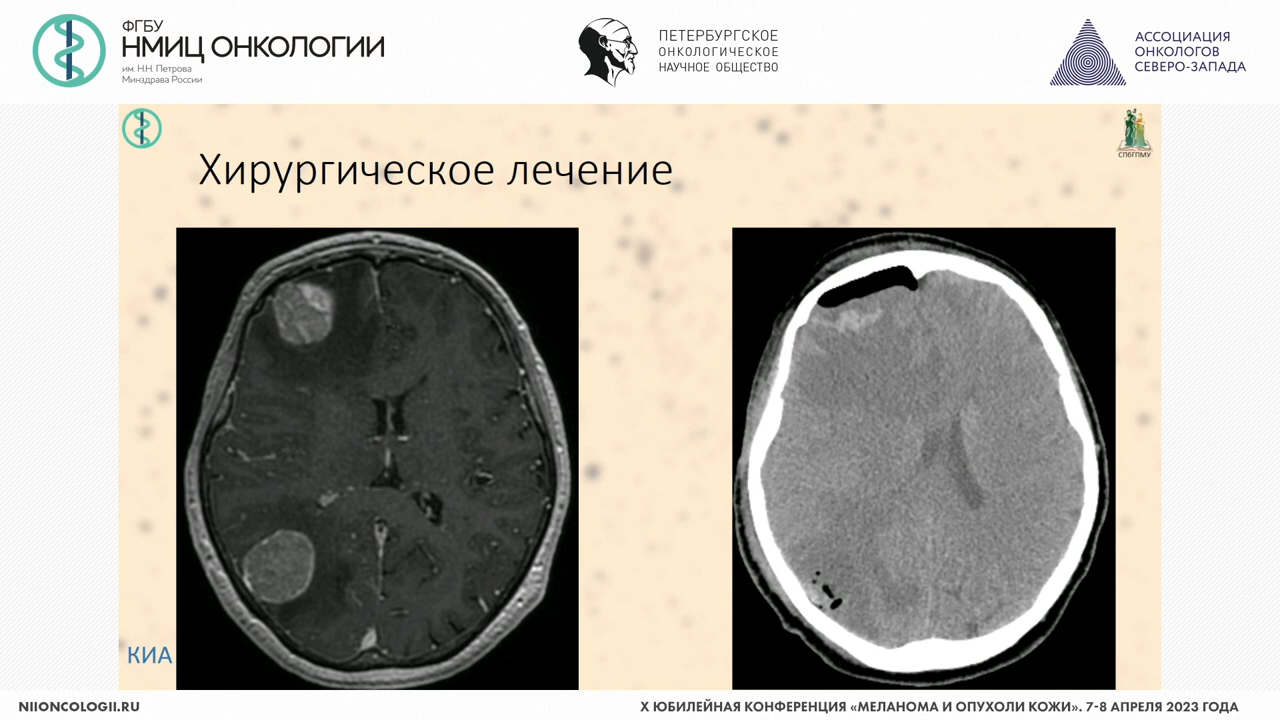 ФГБУ
НМИЦ ОНКОЛОГИИ
им. Н.Н. Петрова
Минздрава России
ПЕТЕРБУРГСКОЕ
ОНКОЛОГИЧЕСКОЕ
НАУЧНОЕ ОБЩЕСТВО
АССОЦИАЦИЯ
ОНКОЛОГОВ
СЕВЕРО-ЗАПАДА
СПбГПМУ
Хирургическое лечение
КИА
NIIONCOLOGII.RU
X ЮБИЛЕЙНАЯ КОНФЕРЕНЦИЯ «МЕЛАНОМА И ОПУХОЛИ КОЖИ». 7-8 АПРЕЛЯ 2023 ГОДА